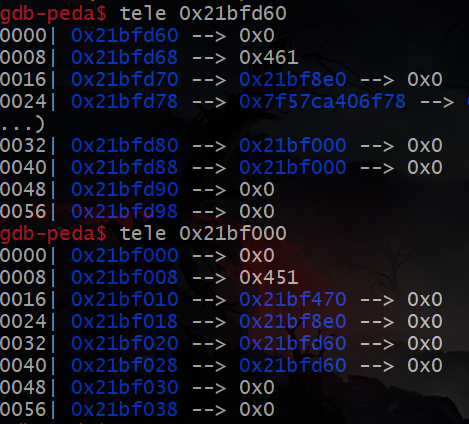 gdb-peda$ tele 0x21bfd60
0000| 0x21bfd60 --> 0x0
0008| 0x21bfd68 --> 0x461
0016| 0x21bfd70 --> 0x21bf8e0 --> 0x0
0024| 0x21bfd78 --> 0x7f57ca406f78 -->
...)
0032| 0x21bfd80 --> 0x21bf000 --> 0x0
0040| 0x21bfd88 --> 0x21bf000 --> 0x0
0048| 0x21bfd90 --> 0x0
0056| 0x21bfd98 --> 0x0
gdb-peda$ tele 0x21bf000
0000| 0x21bf000 --> 0x0
0008| 0x21bf008 --> 0x451
0016| 0x21bf010 --> 0x21bf470 --> 0x0
0024| 0x21bf018 --> 0x21bf8e0 --> 0x0
0032| 0x21bf020 --> 0x21bfd60 --> 0x0
0040| 0x21bf028 --> 0x21bfd60 --> 0x0
0048| 0x21bf030 --> 0x0
0056| 0x21bf038 --> 0x0